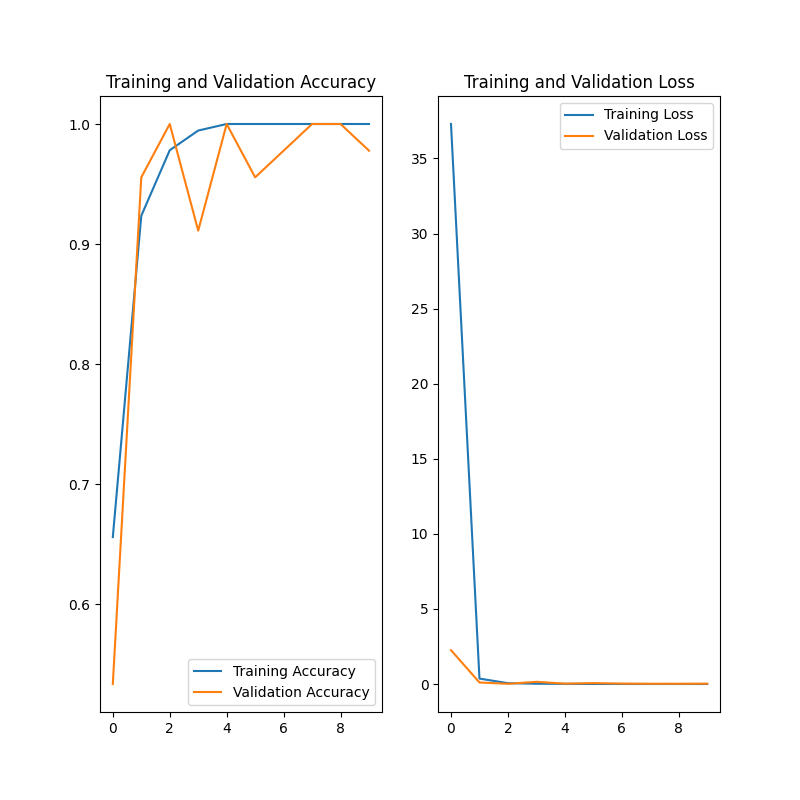 Training and Validation Accuracy
1.0
0.9
0.8
0.7
0.6
0 2 4 6 8
Training Accuracy
Validation Accuracy
Training and Validation Loss
35
30
25
20
15
10
5
0
0 2 4 6 8
Training Loss
Validation Loss